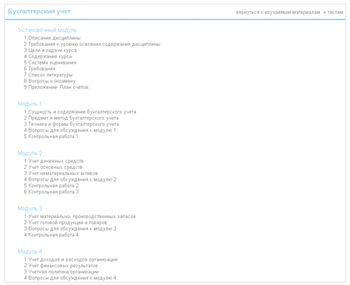 Бухгалтерский учет
вернуться к изучаемым материалам к тестам
Установочный модуль
1 Описание дисциплины
2 Требования к уровню освоения содержания дисциплины
3 Цели и задачи курса
4 Содержание курса
5 Система оценивания
6 Требования
7 Список литературы
8 Вопросы к экзамену
9 Приложение- План счетов.
Модуль 1
1 Сущность и содержание бухгалтерского учета
2 Предмет и метод бухгалтерского учета
3 Техника и формы бухгалтерского учета
4 Вопросы для обсуждения к модулю 1
5 Контрольная работа 1
Модуль 2
1 Учет денежных средств
2 Учет основных средств
3 Учет нематериальных активов
4 Вопросы для обсуждения к модулю 2
5 Контрольная работа 2
6 Контрольная работа 3
Модуль 3
1 Учет материально- производственных запасов
2 Учет готовой продукции и товаров
3 Вопросы для обсуждения к модулю 3
4 Контрольная работа 4
Модуль 4
1 Учет доходов и расходов организации
2 Учет финансовых результатов
3 Учетная политика организации
4 Вопросы для обсуждения к модулю 4